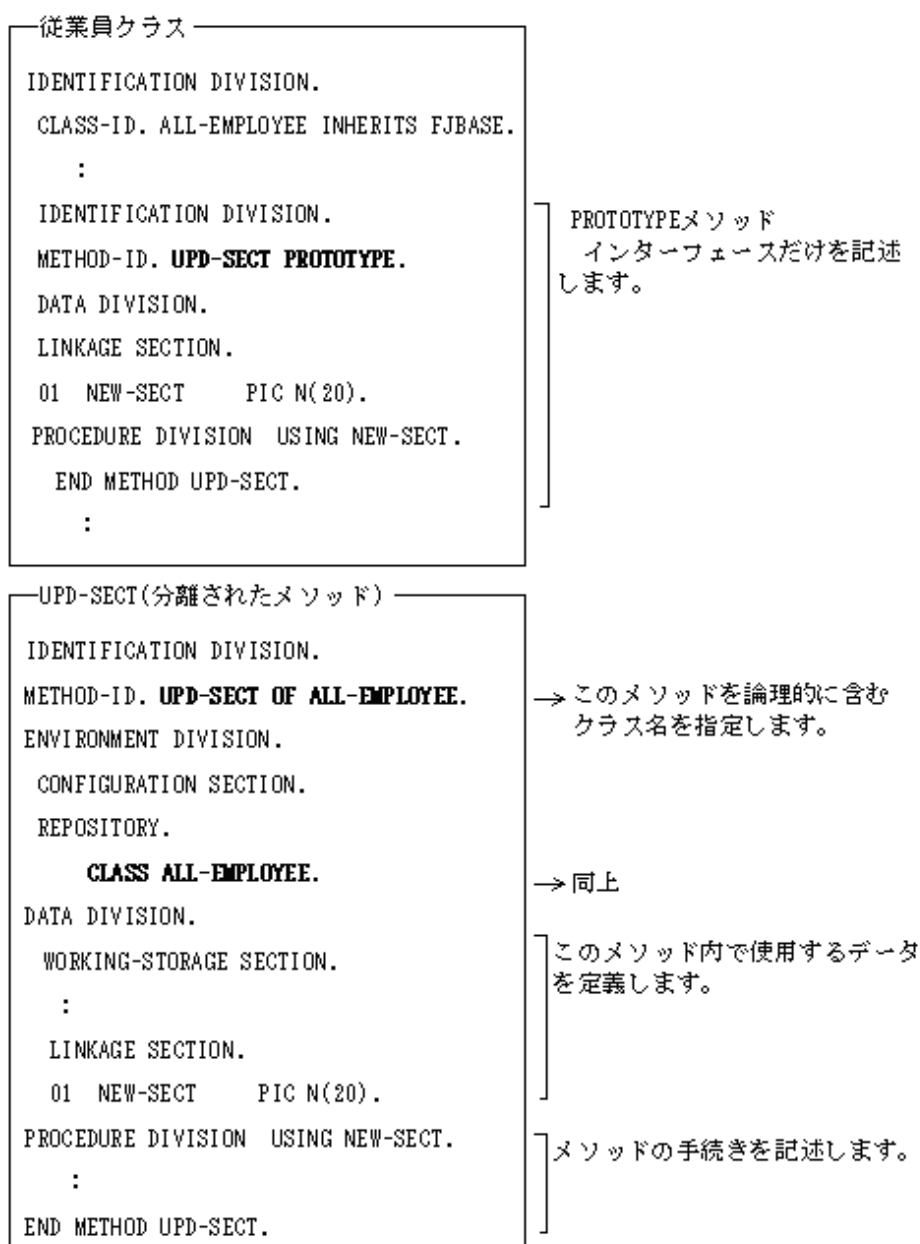 従業員クラス
IDENTIFICATION DIVISION.
CLASS-ID. ALL-EMPLOYEE INHERITS FJBASE.
:
IDENTIFICATION DIVISION.
METHOD-ID. UPD-SECT PROTOTYPE.
DATA DIVISION.
LINKAGE SECTION.
01 NEW-SECT PIC N(20).
PROCEDURE DIVISION USING NEW-SECT.
END METHOD UPD-SECT.
:
PROTOTYPEメソッド
インターフェースだけを記述
します。
UPD-SECT(分離されたメソッド)
IDENTIFICATION DIVISION.
METHOD-ID. UPD-SECT OF ALL-EMPLOYEE.
→このメソッドを論理的に含む
クラス名を指定します。
ENVIRONMENT DIVISION.
CONFIGURATION SECTION.
REPOSITORY.
CLASS ALL-EMPLOYEE.
→同上
DATA DIVISION.
WORKING-STORAGE SECTION.
:
LINKAGE SECTION.
01 NEW-SECT PIC N(20).
このメソッド内で使用するデータ
を定義します。
PROCEDURE DIVISION USING NEW-SECT.
:
END METHOD UPD-SECT.
メソッドの手続きを記述します。